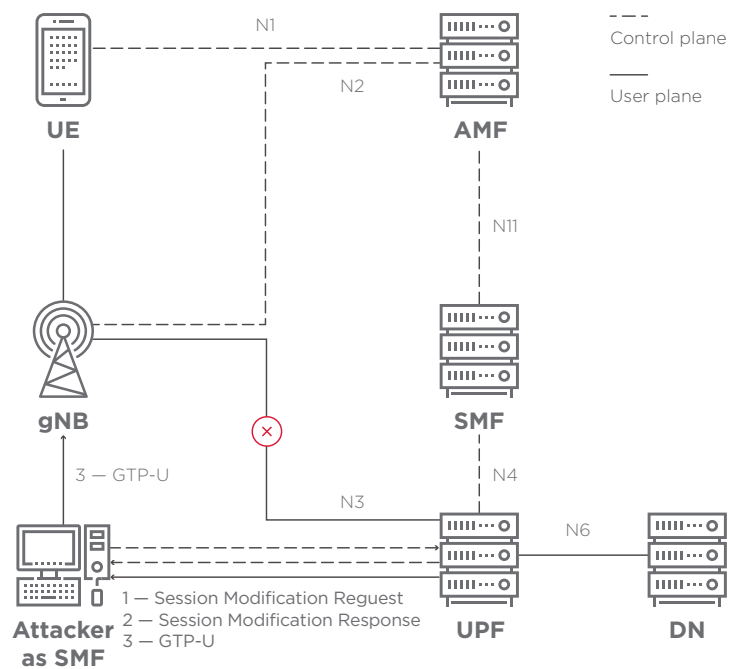 N1
Control plane
N2
User plane
UE
AMF
N11
gNB
SMF
3 — GTP-U
N4
N3
N6
1 — Session Modification Reguest
2 — Session Modification Response
3 — GTP-U
Attacker
as SMF
UPF
DN